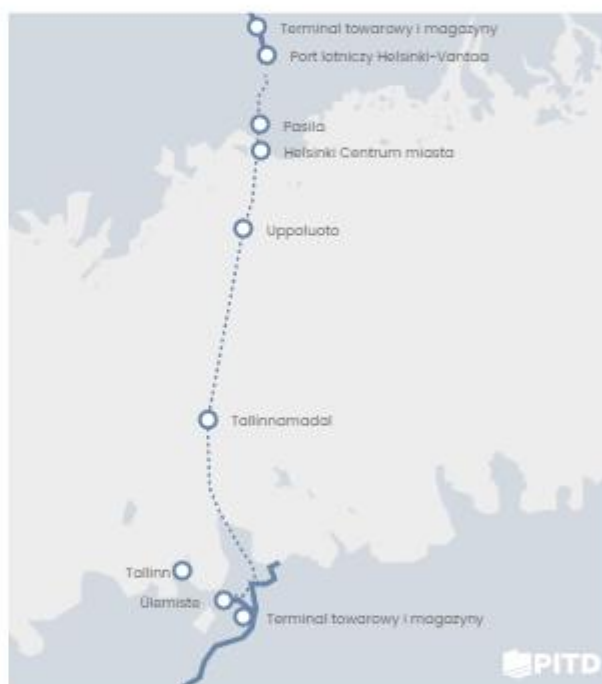 Terminal towarowy i magazyny
Port lotniczy Helsinki-Vantaa
Pasila
Helsinki Centrum miasta
Uppoluoto
Tallinnamadal
Tallinn
Ülemiste
Terminal towarowy i magazyny
PITD